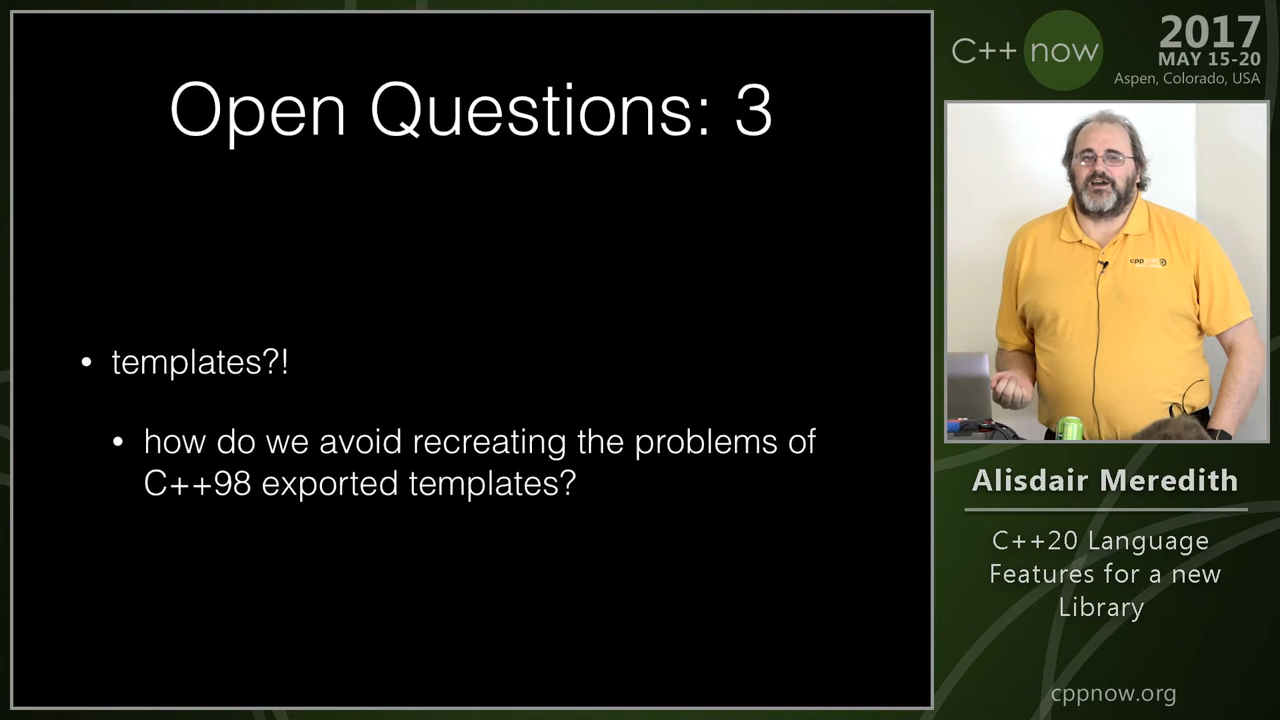 Open Questions: 3
• templates?!
• how do we avoid recreating the problems of
C++98 exported templates?
C++ now
2017
MAY 15-20
Aspen, Colorado, USA
Alisdair Meredith
C++20 Language
Features for a new
Library
cppnow.org